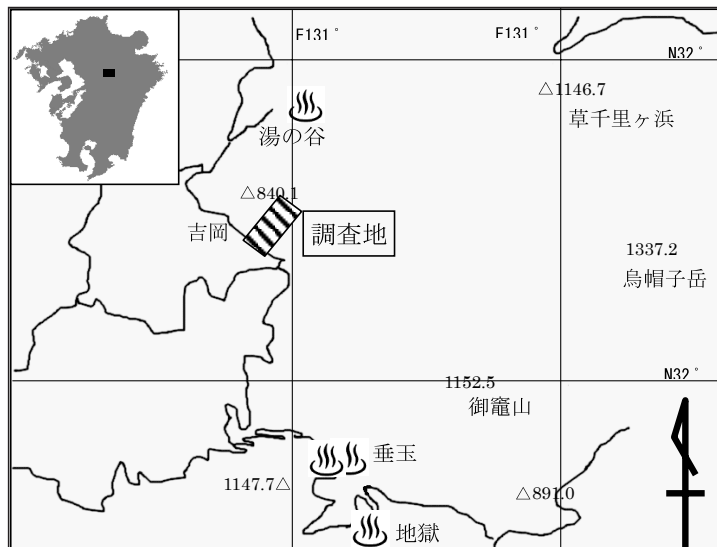 E131°
E131°
N32°
△1146.7
草千里ヶ浜
湯の谷
△840.1
吉岡
調査地
1337.2
烏帽子岳
N32°
1152.5
御竈山
垂玉
1147.7△
△891.0
地獄